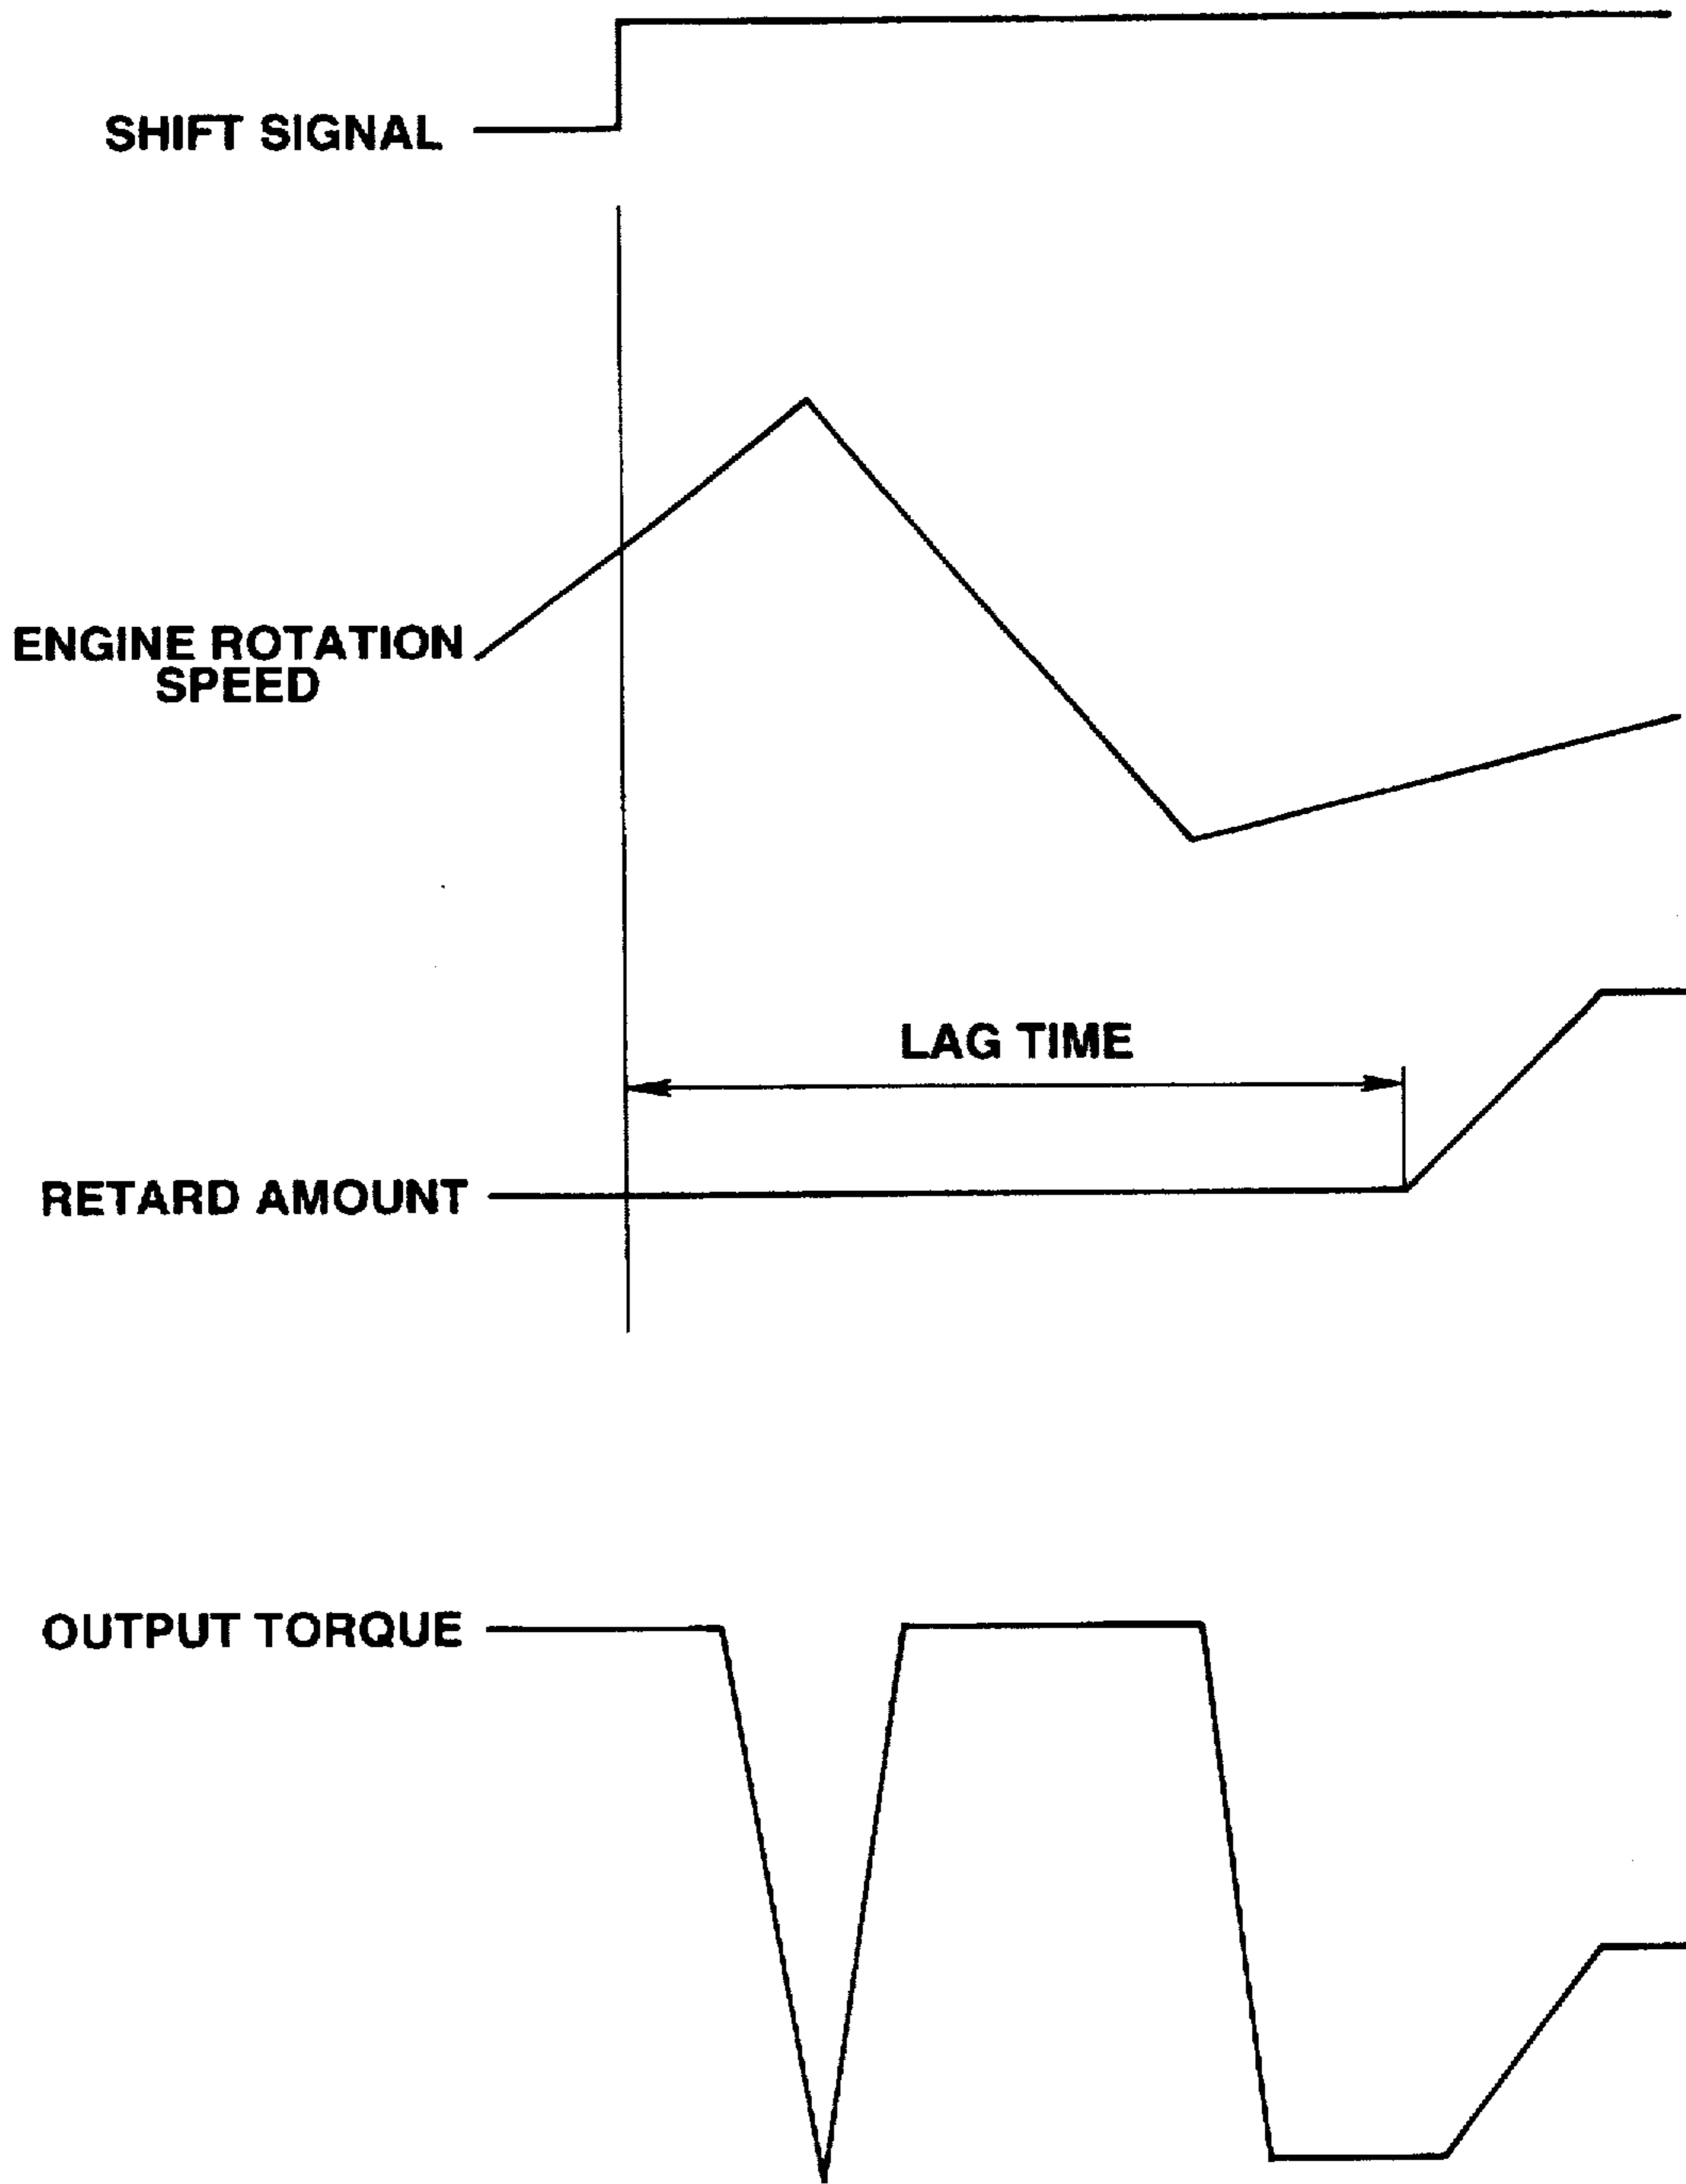 SHIFT SIGNAL
ENGINE ROTATION
SPEED
LAG TIME
RETARD AMOUNT
OUTPUT TORQUE